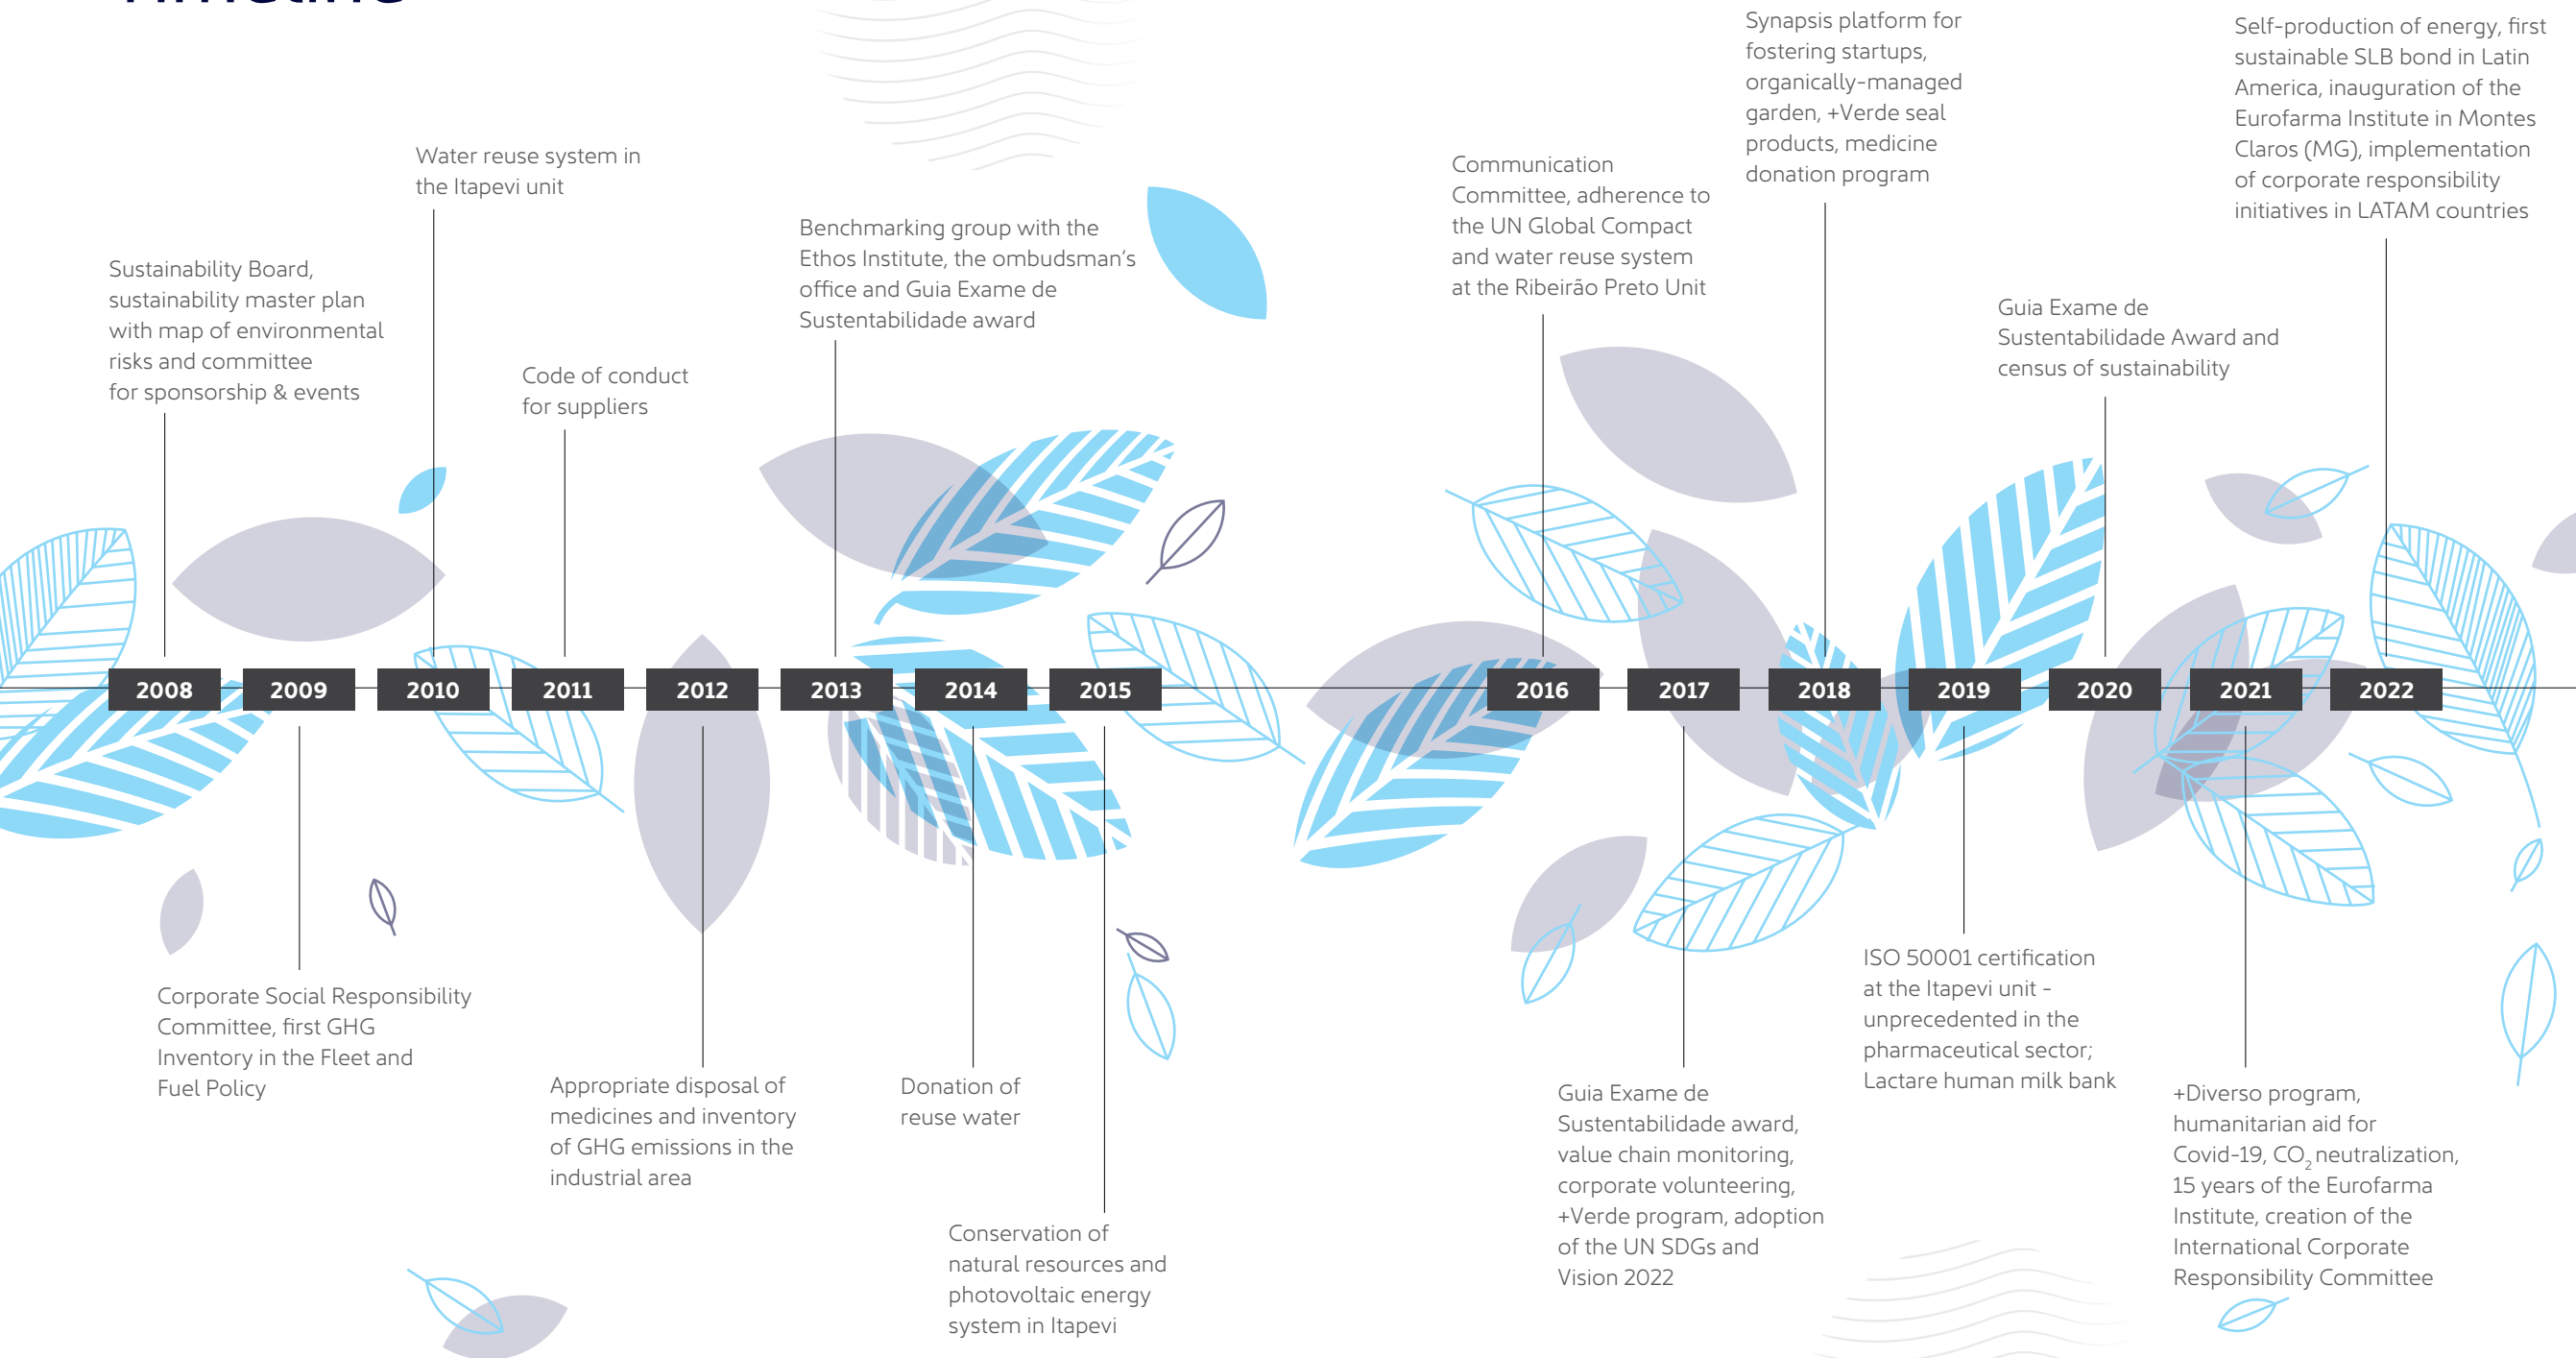 Timeline
Sustainability Board,
sustainability master plan
with map of environmental
risks and committee
for sponsorship & events
Water reuse system in
the Itapevi unit
Code of conduct
for suppliers
Benchmarking group with the
Ethos Institute, the ombudsman’s
office and Guia Exame de
Sustentabilidade award
Communication
Committee, adherence to
the UN Global Compact
and water reuse system
at the Ribeirão Preto Unit
Synapsis platform for
fostering startups,
organically-managed
garden, +Verde seal
products, medicine
donation program
Guia Exame de
Sustentabilidade Award and
census of sustainability
Self-production of energy, first
sustainable SLB bond in Latin
America, inauguration of the
Eurofarma Institute in Montes
Claros (MG), implementation
of corporate responsibility
initiatives in LATAM countries
2008 2009 2010 2011 2012 2013 2014 2015 2016 2017 2018 2019 2020 2021 2022
Corporate Social Responsibility
Committee, first GHG
Inventory in the Fleet and
Fuel Policy
Appropriate disposal of
medicines and inventory
of GHG emissions in the
industrial area
Donation of
reuse water
Conservation of
natural resources and
photovoltaic energy
system in Itapevi
Guia Exame de
Sustentabilidade award,
value chain monitoring,
corporate volunteering,
+Verde program, adoption
of the UN SDGs and
Vision 2022
ISO 50001 certification
at the Itapevi unit -
unprecedented in the
pharmaceutical sector;
Lactare human milk bank
+Diverso program,
humanitarian aid for
Covid-19, CO₂ neutralization,
15 years of the Eurofarma
Institute, creation of the
International Corporate
Responsibility Committee